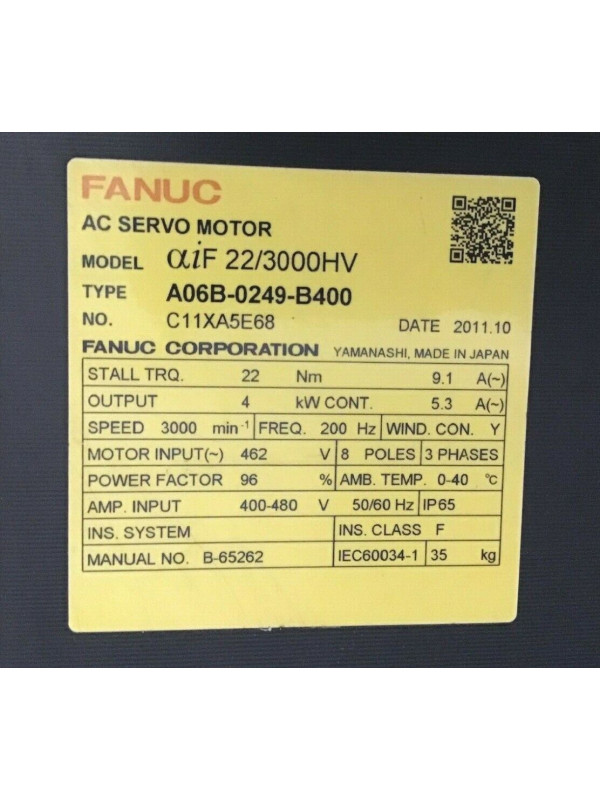 FANUC
AC SERVO MOTOR
MODEL αiF 22/3000HV
TYPE A06B-0249-B400
NO. C11XA5E68 DATE 2011.10
FANUC CORPORATION YAMANASHI, MADE IN JAPAN
STALL TRQ. 22 Nm 9.1 A(~)
OUTPUT 4 kW CONT. 5.3 A(~)
SPEED 3000 min⁻¹ FREQ. 200 Hz WIND. CON. Y
MOTOR INPUT(~) 462 V 8 POLES 3 PHASES
POWER FACTOR 96 % AMB. TEMP. 0-40 ℃
AMP. INPUT 400-480 V 50/60 Hz IP65
INS. SYSTEM INS. CLASS F
MANUAL NO. B-65262 IEC60034-1 35 kg